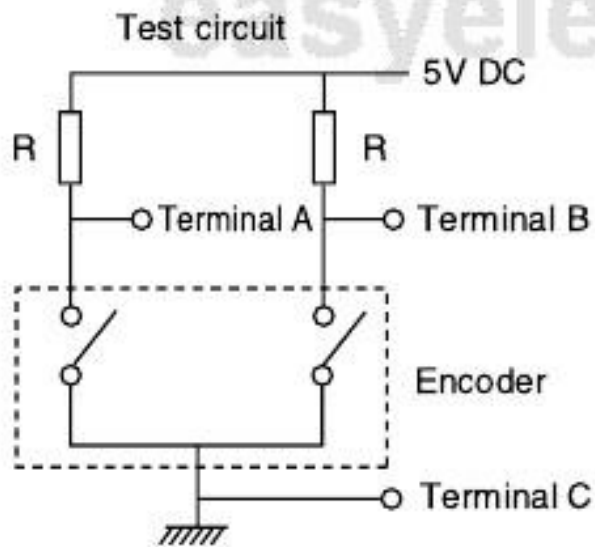 Test circuit
5V DC
R
R
Terminal A
Terminal B
Encoder
Terminal C